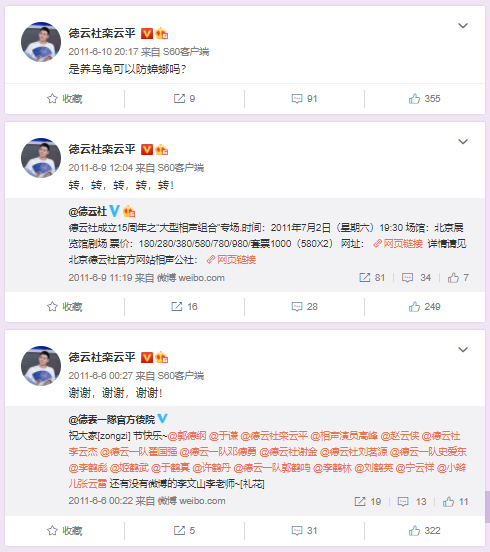 德云社栾云平
2011-6-10 20:17 来自 S60客户端
是养乌龟可以防蟑螂吗?
收藏 9 91 355
德云社栾云平
2011-6-9 12:04 来自 S60客户端
转，转，转，转，转！
@德云社
德云社成立15周年之"大型相声组合"专场.时间：2011年7月2日（星期六）19:30 场馆：北京展
览馆剧场 票价：180/280/380/580/780/980/套票1000（580X2） 网址： 网页链接 详情请见
北京德云社官方网站相声公社： 网页链接
2011-6-9 11:19 来自 微博 weibo.com 81 34 7
收藏 16 28 249
德云社栾云平
2011-6-6 00:27 来自 S60客户端
谢谢，谢谢，谢谢！
@德云一隊官方後院
祝大家[zongzi] 节快乐~@郭德纲 @于谦 @德云社栾云平 @相声演员高峰 @赵云侠 @德云社
李云杰 @德云一队翟国强 @德云一队邓德勇 @德云社谢金 @德云社刘荩源 @德云一队史爱东
@李鹤彪 @姬鹤武 @于鹤真 @许鹤丹 @德云一队郭鹤鸣 @李鹤林 @刘鹤英 @宁云祥 @小辫
儿张云雷 还有没有微博的李文山李老师~[礼花]
2011-6-6 00:22 来自 微博 weibo.com 19 13 11
收藏 5 31 322